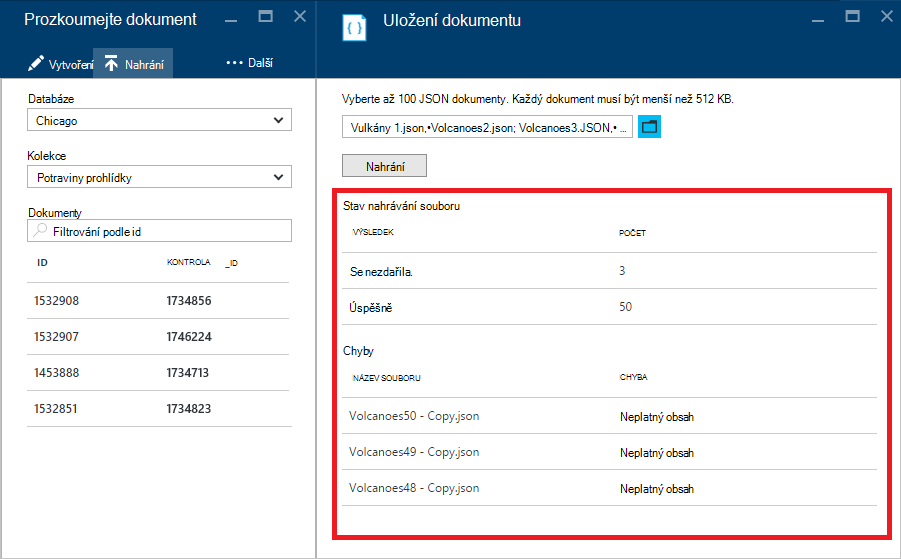 Prozkoumejte dokument
Vytvoření
Nahrání
Další
Databáze
Chicago
Kolekce
Potraviny prohlídky
Dokumenty
Filtrování podle id
ID KONTROLA _ID
1532908 1734856
1532907 1746224
1453888 1734713
1532851 1734823
Uložení dokumentu
Vyberte až 100 JSON dokumenty. Každý dokument musí být menší než 512 KB.
Vulkány 1.json,•Volcanoes2.json; Volcanoes3.JSON,• ...
Nahrání
Stav nahrávání souboru
VÝSLEDEK POČET
Se nezdařila. 3
Úspěšně 50
Chyby
NÁZEV SOUBORU CHYBA
Volcanoes50 - Copy.json Neplatný obsah
Volcanoes49 - Copy.json Neplatný obsah
Volcanoes48 - Copy.json Neplatný obsah